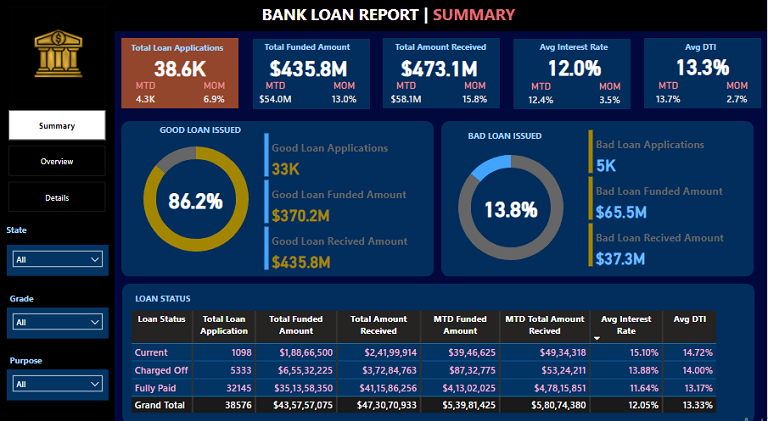 BANK LOAN REPORT | SUMMARY
Total Loan Applications
38.6K
MTD MOM
4.3K 6.9%
Total Funded Amount
$435.8M
MTD MOM
$54.0M 13.0%
Total Amount Received
$473.1M
MTD MOM
$58.1M 15.8%
Avg Interest Rate
12.0%
MTD MOM
12.4% 3.5%
Avg DTI
13.3%
MTD MOM
13.7% 2.7%
Summary
Overview
Details
State
All
Grade
All
Purpose
All
GOOD LOAN ISSUED
86.2%
Good Loan Applications
33K
Good Loan Funded Amount
$370.2M
Good Loan Recived Amount
$435.8M
BAD LOAN ISSUED
13.8%
Bad Loan Applications
5K
Bad Loan Funded Amount
$65.5M
Bad Loan Recived Amount
$37.3M
LOAN STATUS
Loan Status Total Loan Application Total Funded Amount Total Amount Received MTD Funded Amount MTD Total Amount Recived Avg Interest Rate Avg DTI
Current 1098 $1,88,66,500 $2,41,99,914 $39,46,625 $49,34,318 15.10% 14.72%
Charged Off 5333 $6,55,32,225 $3,72,84,763 $87,32,775 $53,24,211 13.88% 14.00%
Fully Paid 32145 $35,13,58,350 $41,15,86,256 $4,13,02,025 $4,78,15,851 11.64% 13.17%
Grand Total 38576 $43,57,57,075 $47,30,70,933 $5,39,81,425 $5,80,74,380 12.05% 13.33%